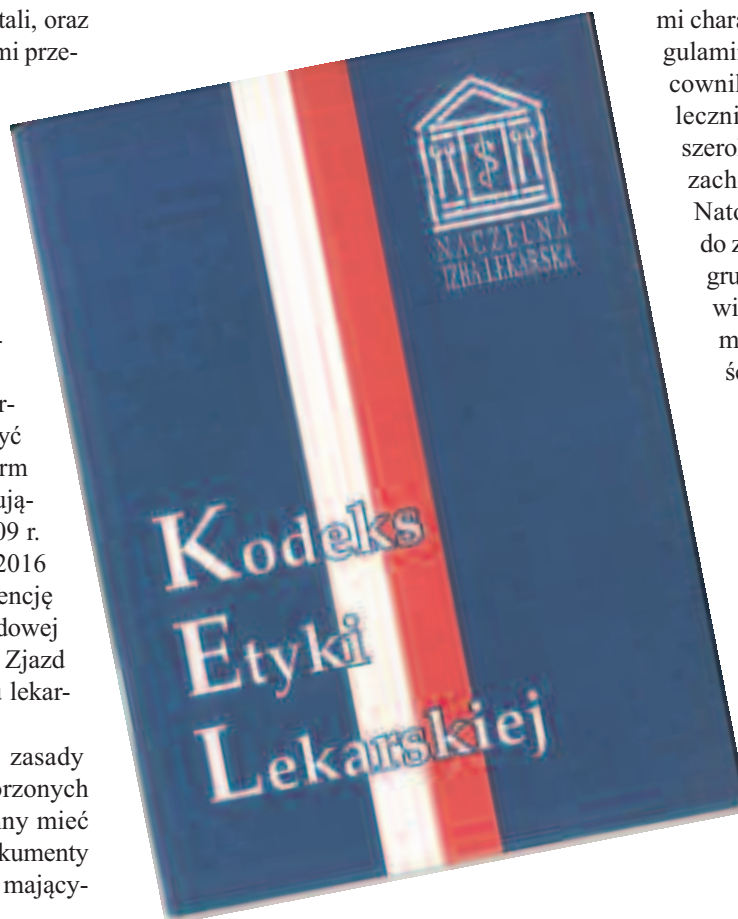 tali, oraz
mi prze-
-
r-
yć
rm
ują-
09 r.
2016
encję
dowej
Zjazd
lekar-
zasady
orzonych
ny mieć
kumenty
mający-
NACZELNA
IZBA LEKARSKA
Kodeks
Etyki
Lekarskiej
mi chara
gulami
cownik
leczni
szero
zach
Nato
do z
gru
wi
m